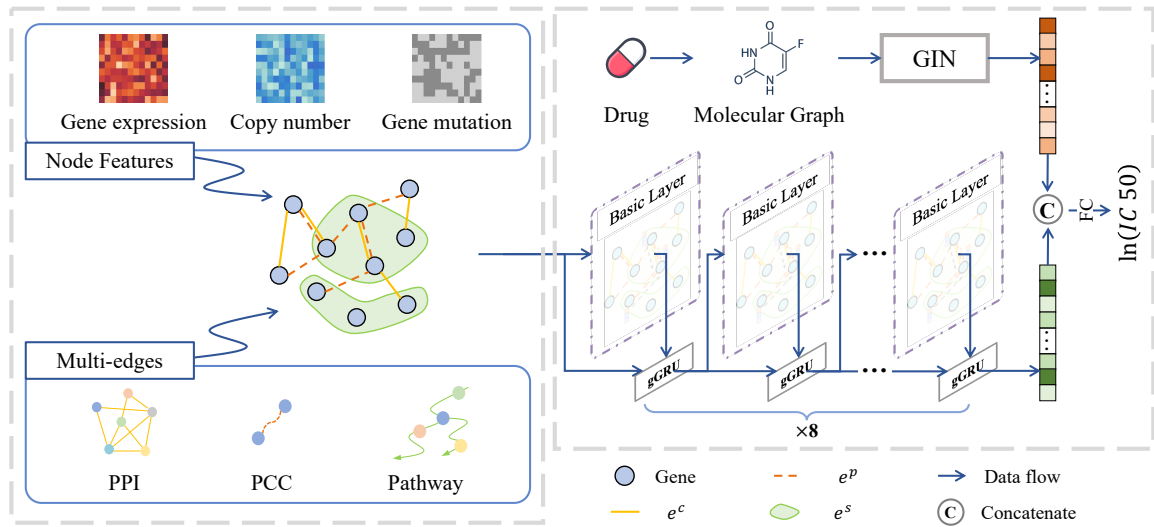 Gene expression
Copy number
Gene mutation
Node Features
Multi-edges
PPI
PCC
Pathway
Drug
F
O
HN
O
N
H
Molecular Graph
GIN
Basic Layer
Basic Layer
Basic Layer
gGRU
gGRU
gGRU
×8
C
FC
ln(IC 50)
Gene
e^p
Data flow
e^c
e^s
C
Concatenate